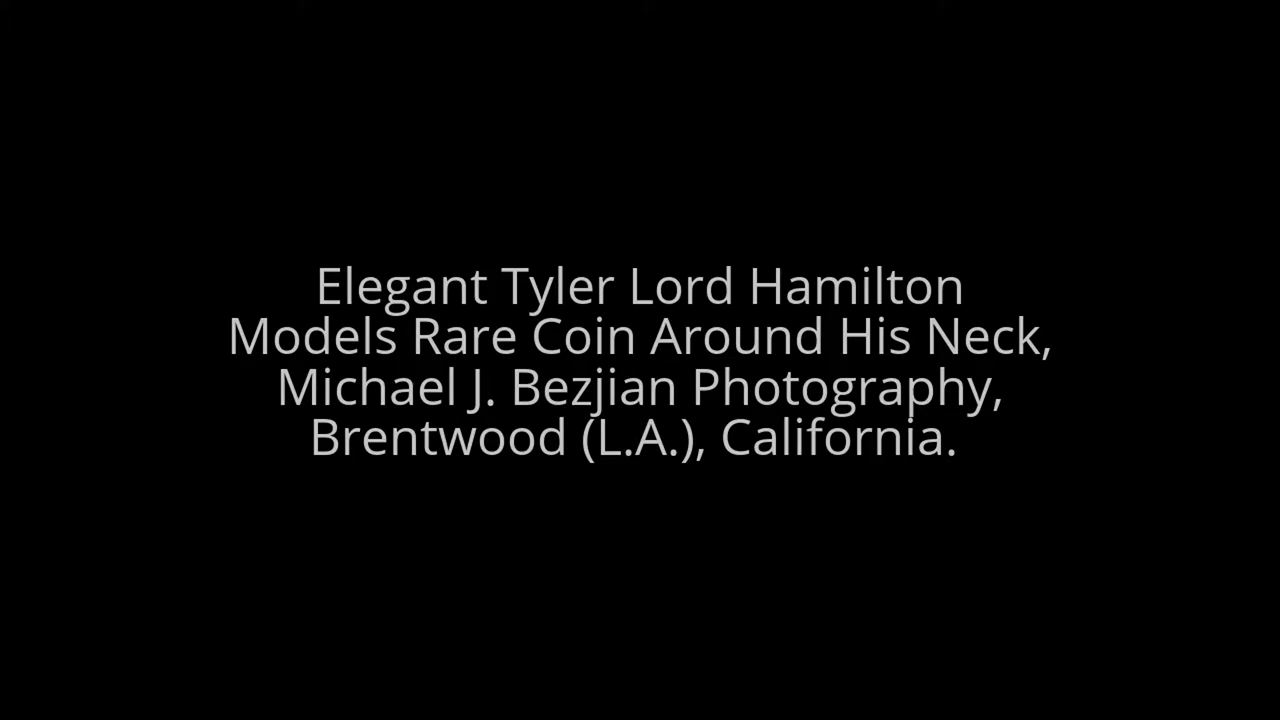 Elegant Tyler Lord Hamilton
Models Rare Coin Around His Neck,
Michael J. Bezjian Photography,
Brentwood (L.A.), California.